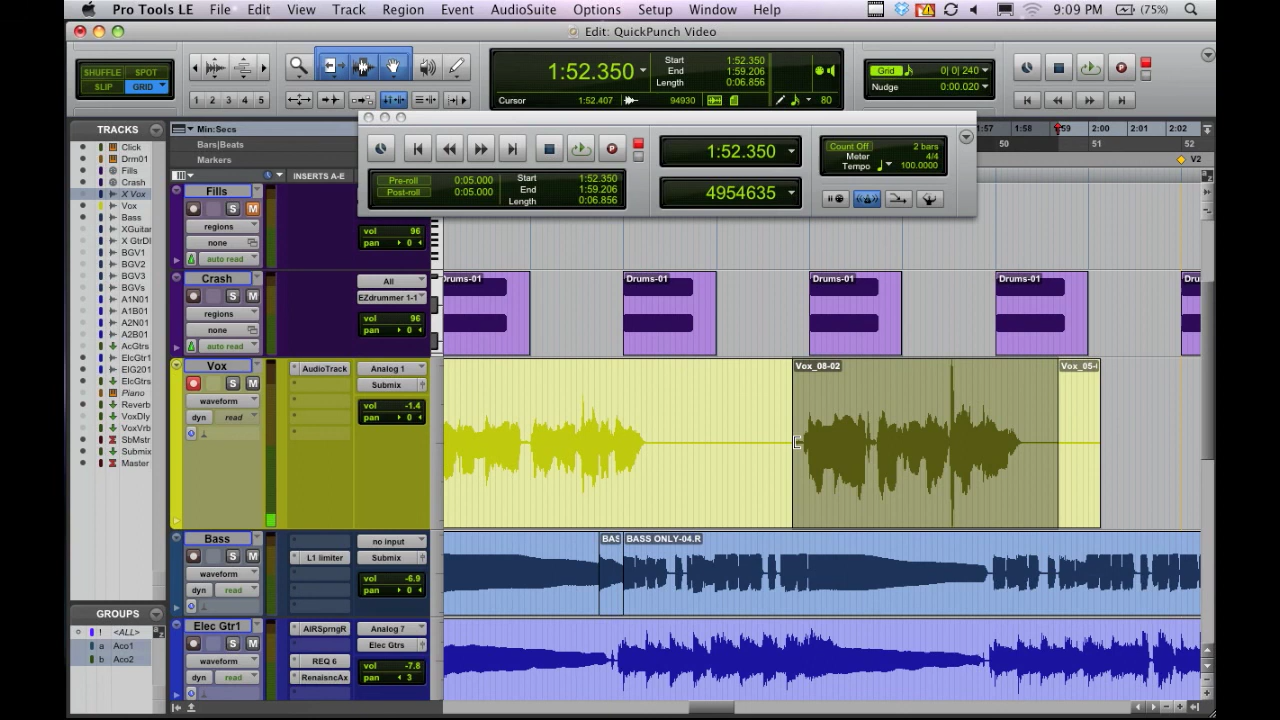 Pro Tools LE File Edit View Track Region Event AudioSuite Options Setup Window Help 9:09 PM (75%)
Edit: QuickPunch Video
SHUFFLE SPOT
SLIP GRID
1 2 3 4 5
1:52.350
Start 1:52.350
End 1:59.206
Length 0:06.856
Cursor 1:52.407 94930 80
Grid 0| 0| 240
Nudge 0:00.020
TRACKS
Click
Drm01
Fills
Crash
X Vox
Vox
Bass
XGuitar
X GtrDl
BGV1
BGV2
BGV3
BGVs
A1N01
A1B01
A2N01
A2B01
AcGtrs
ElcGtr1
EIG201
ElcGtrs
Piano
Reverb
VoxDly
VoxVrb
SbMstr
Submix
Master
GROUPS
! <ALL>
a Aco1
b Aco2
Min:Secs
Bars|Beats
Markers
INSERTS A-E
1:57 1:58 1:59 2:00 2:01 2:02
50 51 52
V2
1:52.350
4954635
Pre-roll 0:05.000
Post-roll 0:05.000
Start 1:52.350
End 1:59.206
Length 0:06.856
Count Off 2 bars
Meter 4/4
Tempo 100.0000
Fills
S M
regions
none
auto read
vol 96
pan 0
Crash
S M
regions
none
auto read
All
EZdrummer 1-1
vol 96
pan 0
Drums-01 Drums-01 Drums-01
Vox
S M
waveform
dyn read
AudioTrack
Analog 1
Submix
vol -1.4
pan 0
Vox_08-02
Bass
S M
waveform
dyn read
L1 limiter
no input
Submix
vol -6.9
pan 0
BASS ONLY-04.R
Elec Gtr1
S M
waveform
dyn read
AIRSprngR
REQ 6
RenaiscnAx
Analog 7
Elec Gtrs
vol -7.8
pan 3